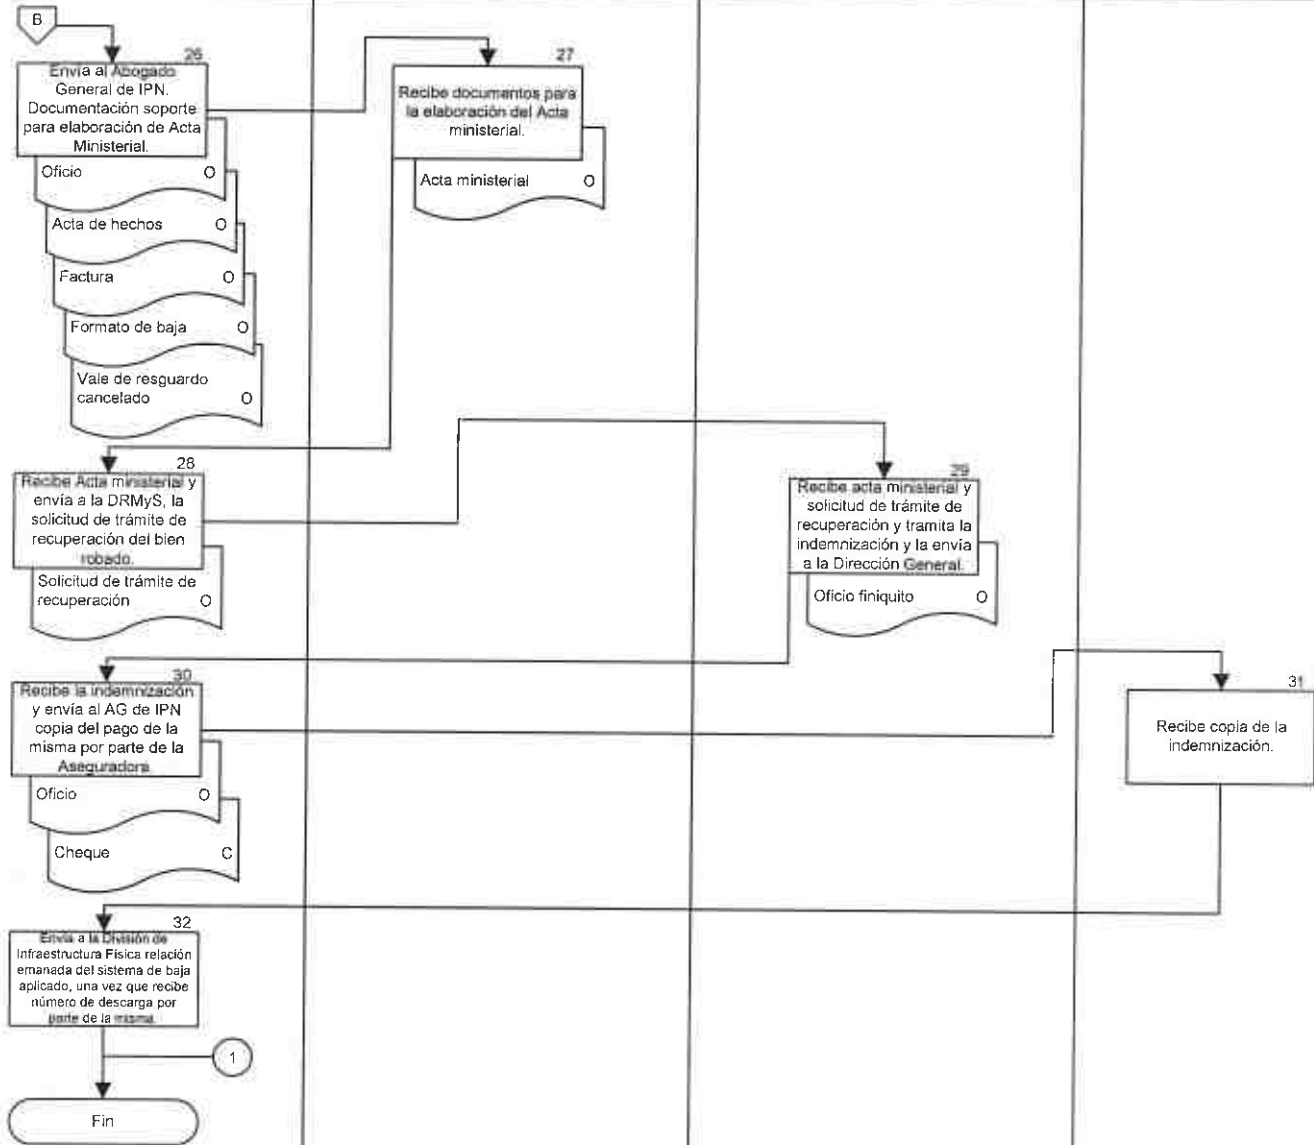 B
26
Envía al Abogado
General de IPN.
Documentación soporte
para elaboración de Acta
Ministerial.
Oficio O
Acta de hechos O
Factura O
Formato de baja O
Vale de resguardo
cancelado O
27
Recibe documentos para
la elaboración del Acta
ministerial.
Acta ministerial O
28
Recibe Acta ministerial y
envía a la DRMyS, la
solicitud de trámite de
recuperación del bien
robado.
Solicitud de trámite de
recuperación O
29
Recibe acta ministerial y
solicitud de trámite de
recuperación y tramita la
indemnización y la envía
a la Dirección General.
Oficio finiquito O
30
Recibe la indemnización
y envía al AG de IPN
copia del pago de la
misma por parte de la
Aseguradora
Oficio O
Cheque C
31
Recibe copia de la
indemnización.
32
Envía a la División de
Infraestructura Física relación
emanada del sistema de baja
aplicado, una vez que recibe
número de descarga por
parte de la misma.
1
Fin